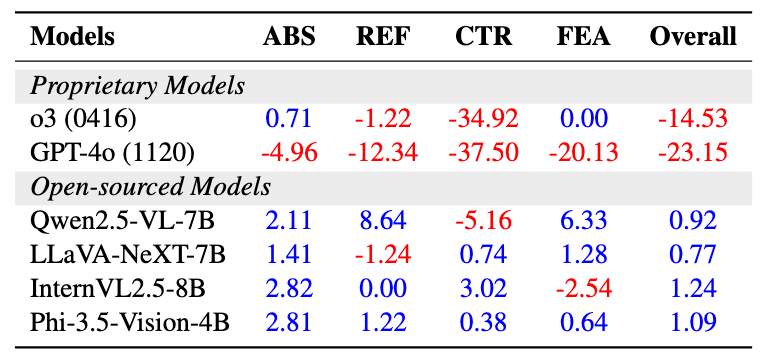 Models ABS REF CTR FEA Overall
Proprietary Models
o3 (0416) 0.71 -1.22 -34.92 0.00 -14.53
GPT-4o (1120) -4.96 -12.34 -37.50 -20.13 -23.15
Open-sourced Models
Qwen2.5-VL-7B 2.11 8.64 -5.16 6.33 0.92
LLaVA-NeXT-7B 1.41 -1.24 0.74 1.28 0.77
InternVL2.5-8B 2.82 0.00 3.02 -2.54 1.24
Phi-3.5-Vision-4B 2.81 1.22 0.38 0.64 1.09